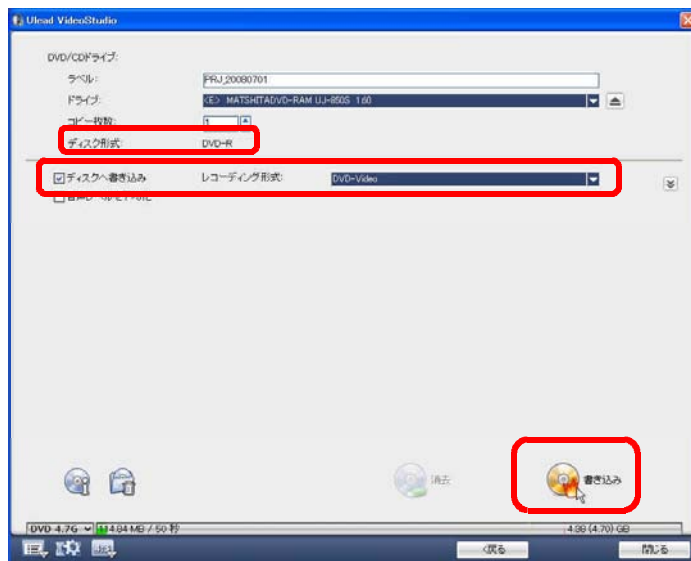 Ulead VideoStudio
DVD/CDドライブ:
ラベル: PRJ_20080701
ドライブ: <E> MATSHITADVD-RAM UJ-850S 1.60
コピー枚数: 1
ディスク形式: DVD-R
ディスクへ書き込み レコーディング形式: DVD-Video
消去 書き込み
DVD 4.7G 114.84 MB / 50 秒 4.38 (4.70) GB
<戻る 閉じる